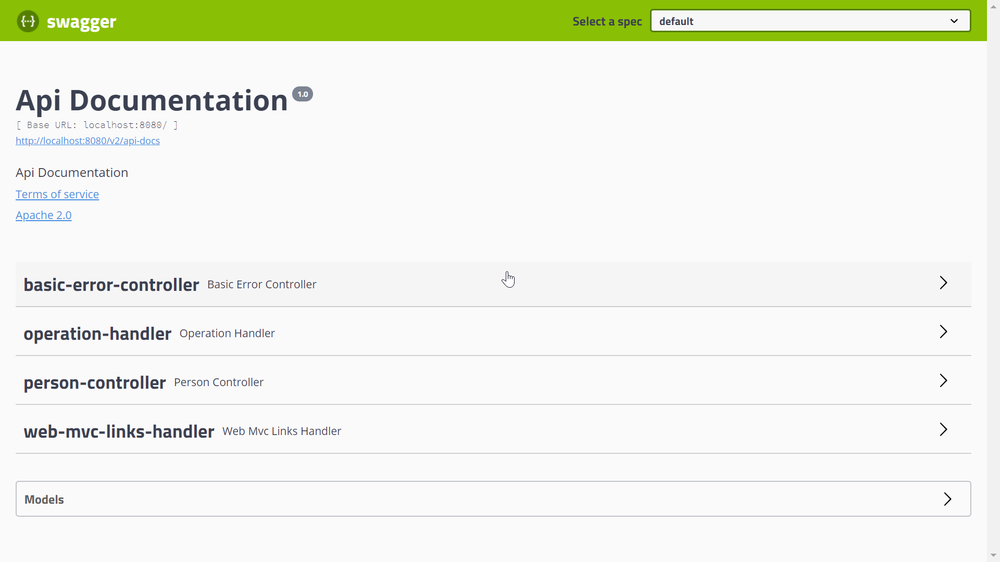 swagger
Select a spec
default
Api Documentation 1.0
[ Base URL: localhost:8080/ ]
http://localhost:8080/v2/api-docs
Api Documentation
Terms of service
Apache 2.0
basic-error-controller Basic Error Controller
operation-handler Operation Handler
person-controller Person Controller
web-mvc-links-handler Web Mvc Links Handler
Models